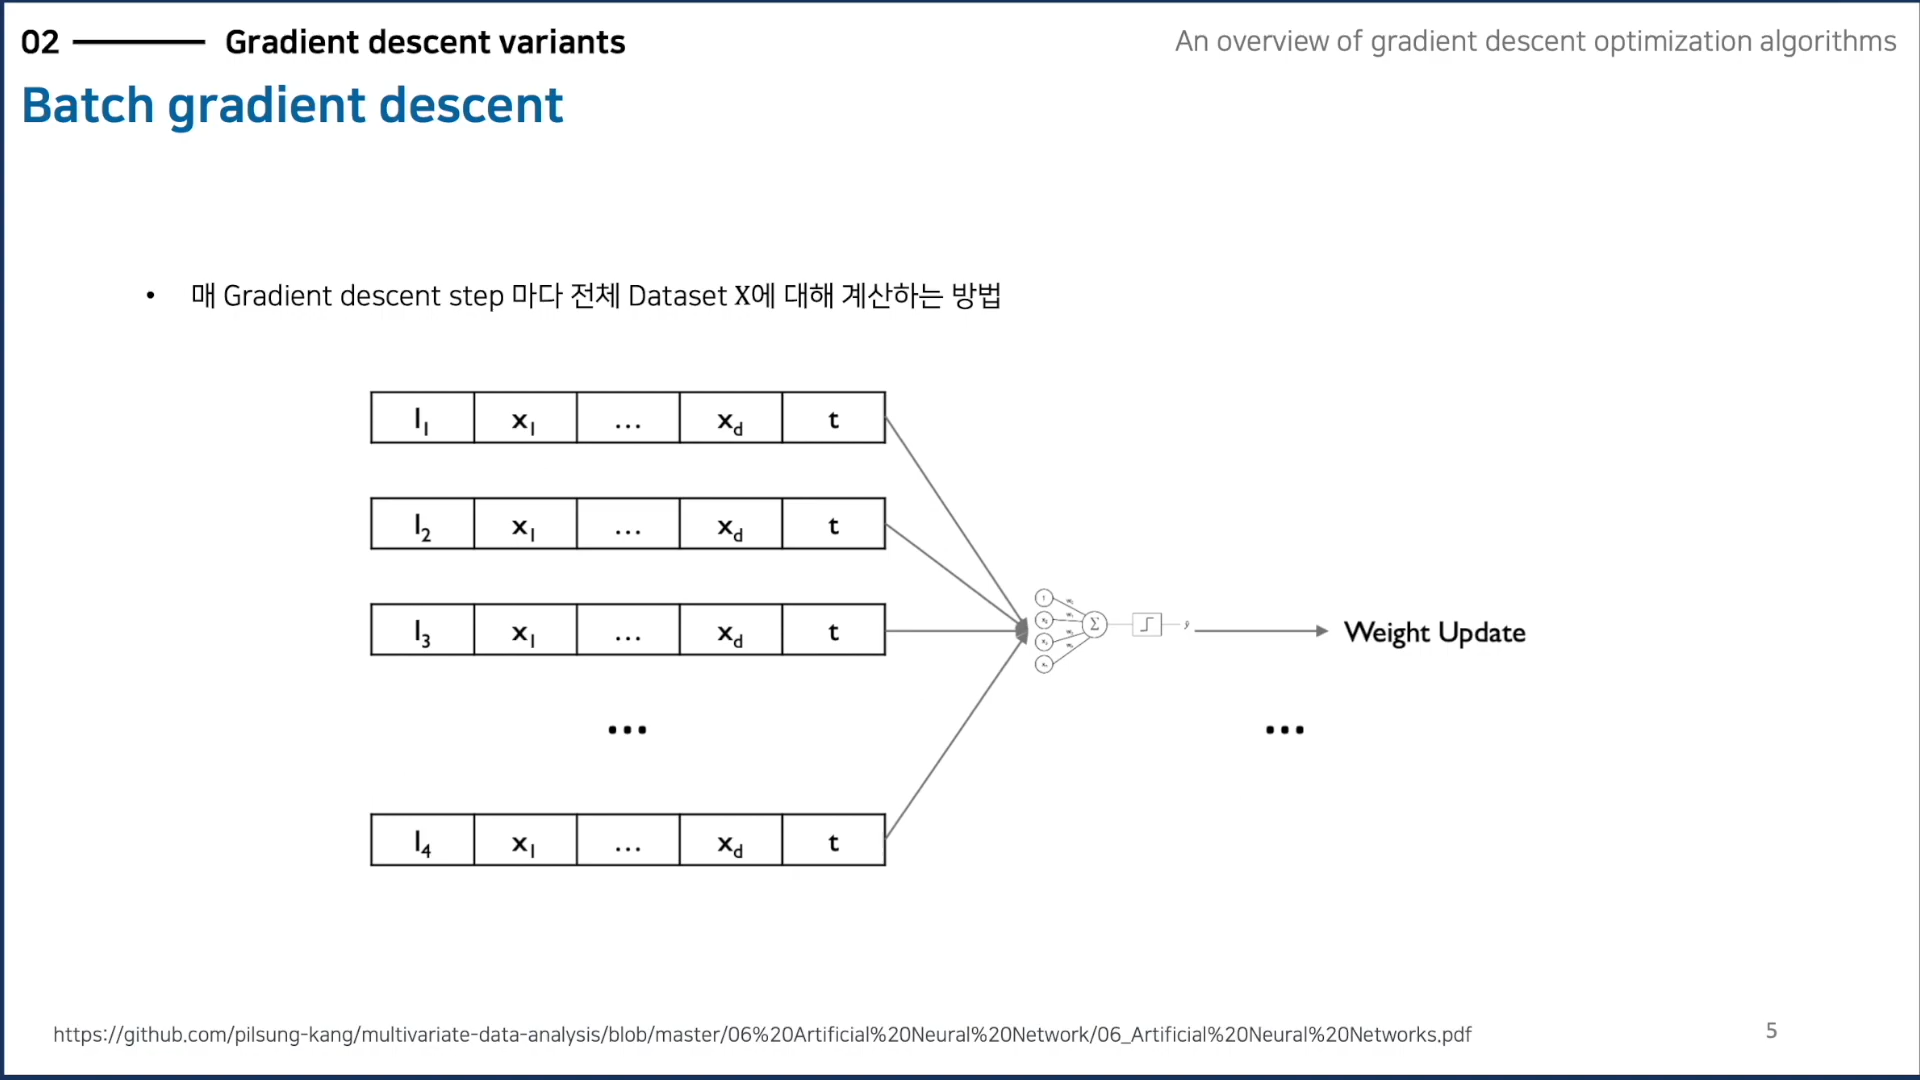 02 Gradient descent variants
An overview of gradient descent optimization algorithms
Batch gradient descent
• 매 Gradient descent step 마다 전체 Dataset X에 대해 계산하는 방법
I₁ x₁ ... x_d t
I₂ x₁ ... x_d t
I₃ x₁ ... x_d t
Σ
Weight Update
... ...
I₄ x₁ ... x_d t
https://github.com/pilsung-kang/multivariate-data-analysis/blob/master/06%20Artificial%20Neural%20Network/06_Artificial%20Neural%20Networks.pdf
5